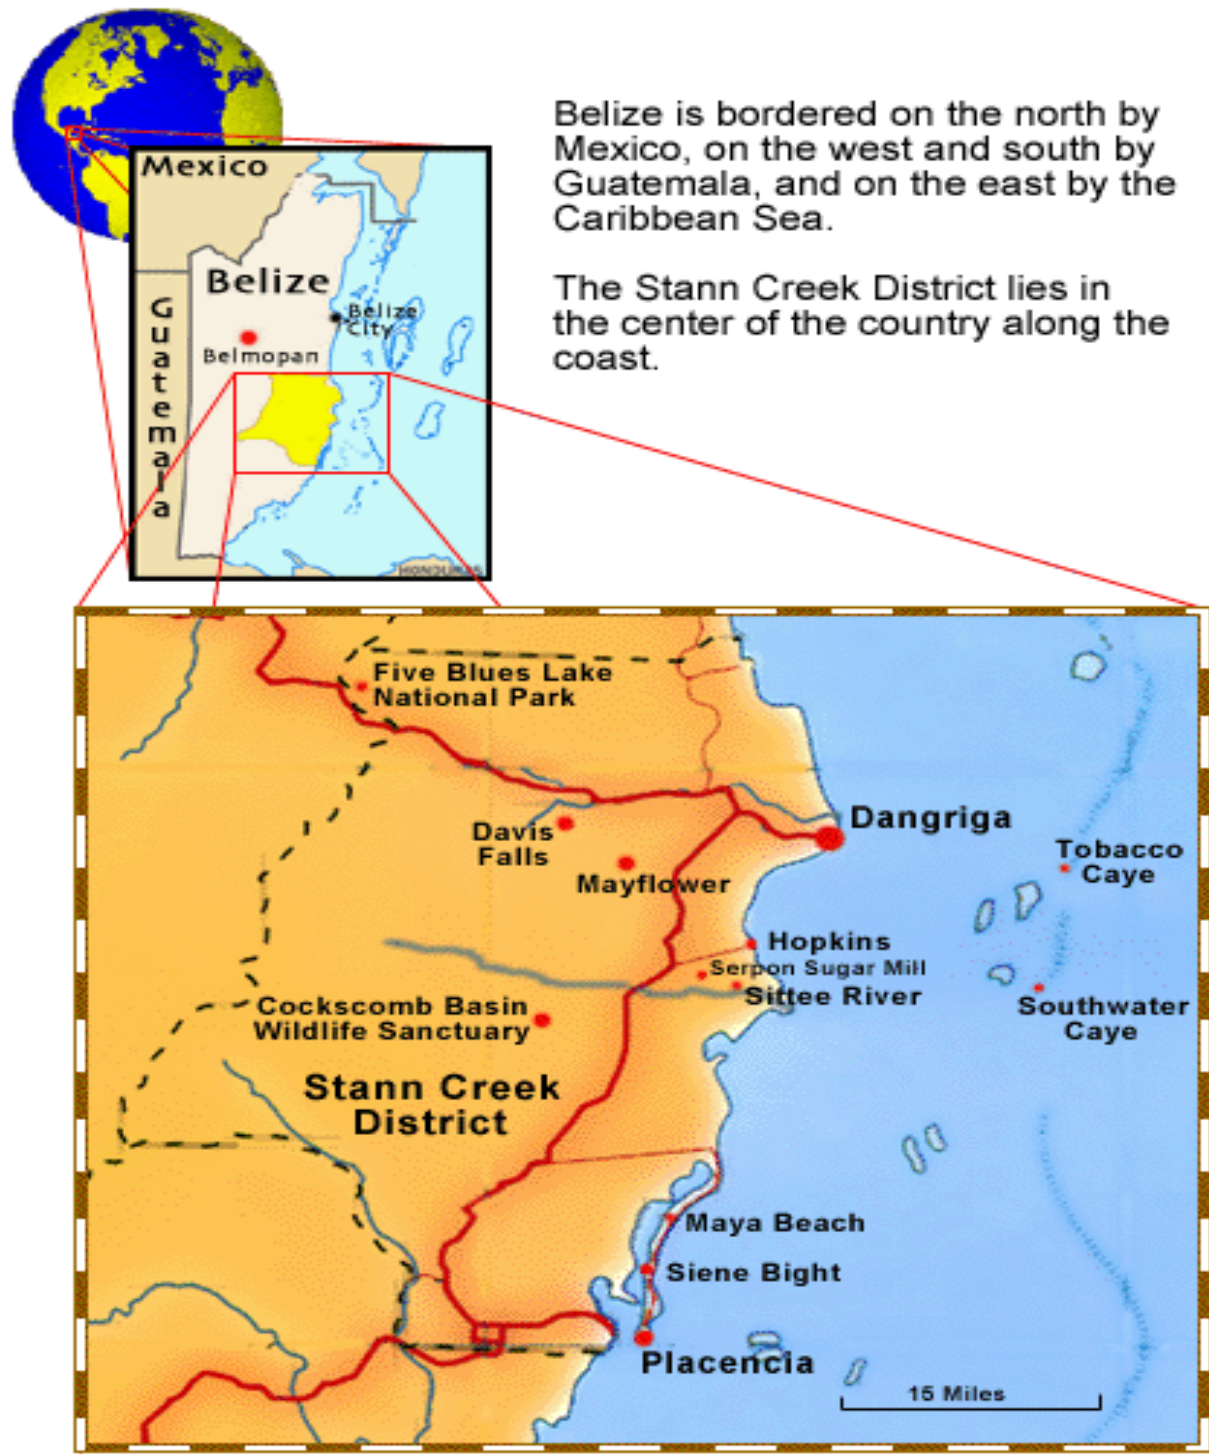 Belize is bordered on the north by
Mexico, on the west and south by
Guatemala, and on the east by the
Caribbean Sea.
The Stann Creek District lies in
the center of the country along the
coast.
Mexico
Guatemala
Belize
Belize
City
Belmopan
HONDURAS
Five Blues Lake
National Park
Davis
Falls
Mayflower
Dangriga
Tobacco
Caye
Hopkins
Serpon Sugar Mill
Sittee River
Cockscomb Basin
Wildlife Sanctuary
Southwater
Caye
Stann Creek
District
Maya Beach
Siene Bight
Placencia
15 Miles